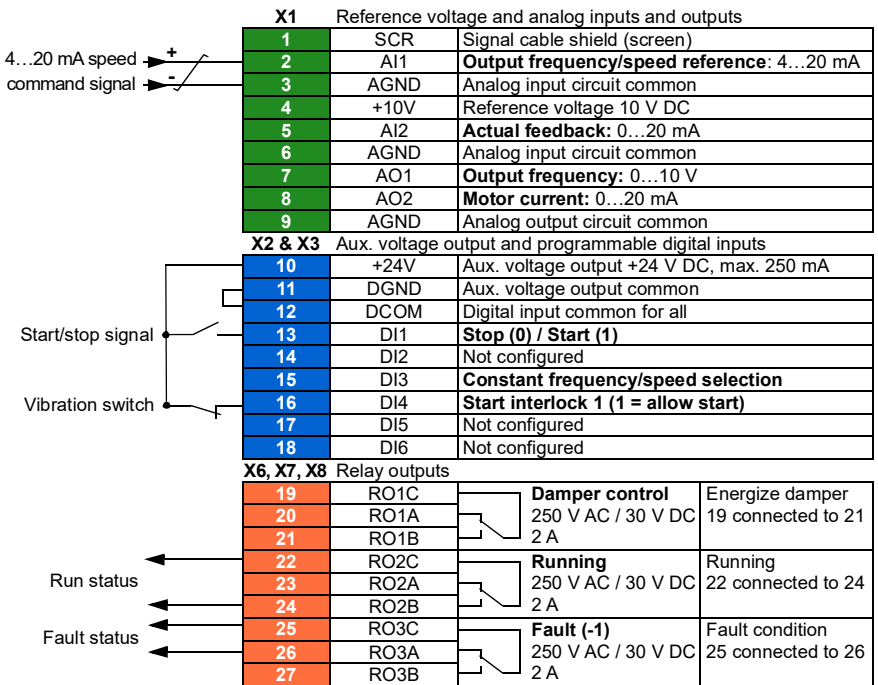 X1 Reference voltage and analog inputs and outputs
1 SCR Signal cable shield (screen)
4…20 mA speed + 2 AI1 Output frequency/speed reference: 4…20 mA
command signal - 3 AGND Analog input circuit common
4 +10V Reference voltage 10 V DC
5 AI2 Actual feedback: 0…20 mA
6 AGND Analog input circuit common
7 AO1 Output frequency: 0…10 V
8 AO2 Motor current: 0…20 mA
9 AGND Analog output circuit common
X2 & X3 Aux. voltage output and programmable digital inputs
10 +24V Aux. voltage output +24 V DC, max. 250 mA
11 DGND Aux. voltage output common
12 DCOM Digital input common for all
Start/stop signal 13 DI1 Stop (0) / Start (1)
14 DI2 Not configured
15 DI3 Constant frequency/speed selection
Vibration switch 16 DI4 Start interlock 1 (1 = allow start)
17 DI5 Not configured
18 DI6 Not configured
X6, X7, X8 Relay outputs
19 RO1C Damper control Energize damper
20 RO1A 250 V AC / 30 V DC 19 connected to 21
21 RO1B 2 A
22 RO2C Running Running
Run status 23 RO2A 250 V AC / 30 V DC 22 connected to 24
24 RO2B 2 A
Fault status 25 RO3C Fault (-1) Fault condition
26 RO3A 250 V AC / 30 V DC 25 connected to 26
27 RO3B 2 A